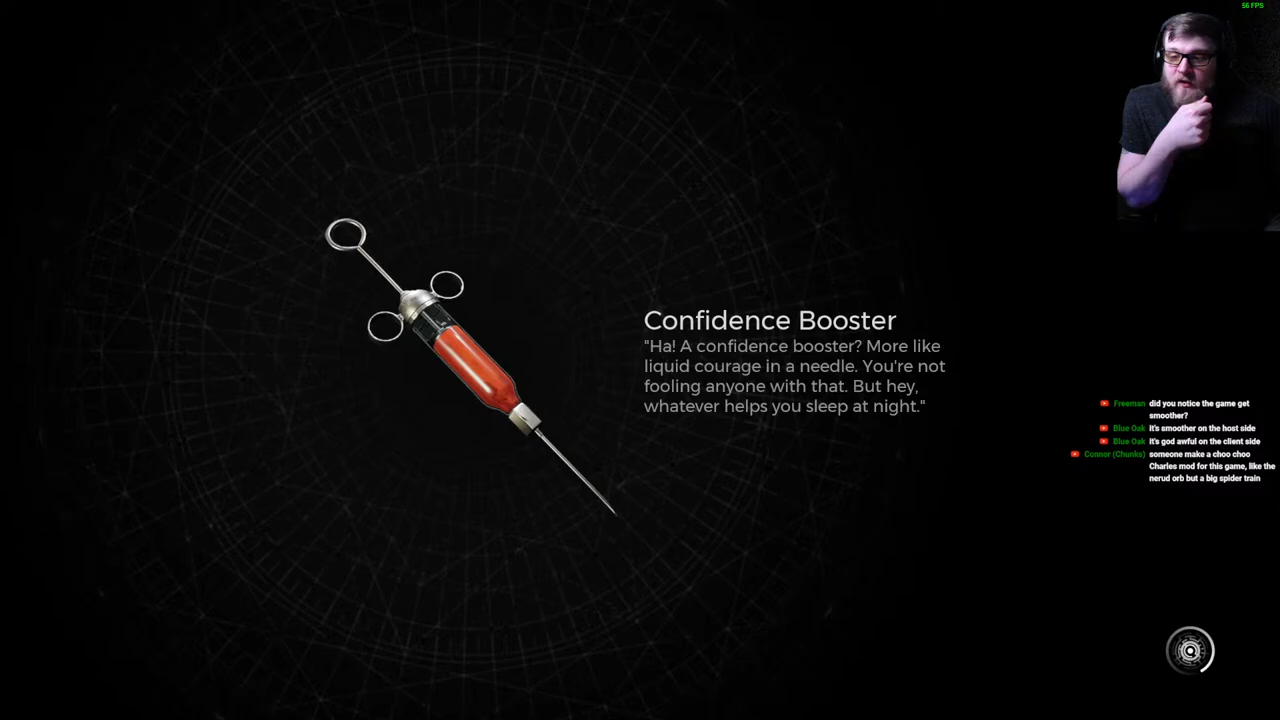 56 FPS
Confidence Booster
"Ha! A confidence booster? More like
liquid courage in a needle. You're not
fooling anyone with that. But hey,
whatever helps you sleep at night."
Freeman did you notice the game get
smoother?
Blue Oak It's smoother on the host side
Blue Oak It's god awful on the client side
Connor (Chunks) someone make a choo choo
Charles mod for this game, like the
nerud orb but a big spider train